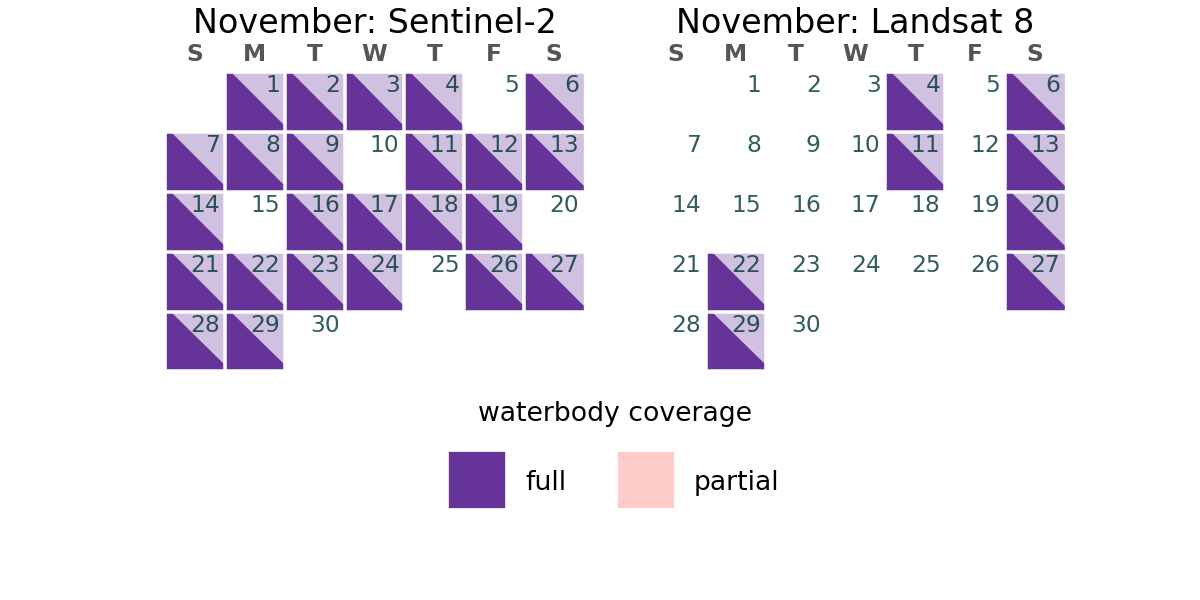 November: Sentinel-2
S M T W T F S
1 2 3 4 5 6
7 8 9 10 11 12 13
14 15 16 17 18 19 20
21 22 23 24 25 26 27
28 29 30
November: Landsat 8
S M T W T F S
1 2 3 4 5 6
7 8 9 10 11 12 13
14 15 16 17 18 19 20
21 22 23 24 25 26 27
28 29 30
waterbody coverage
full partial